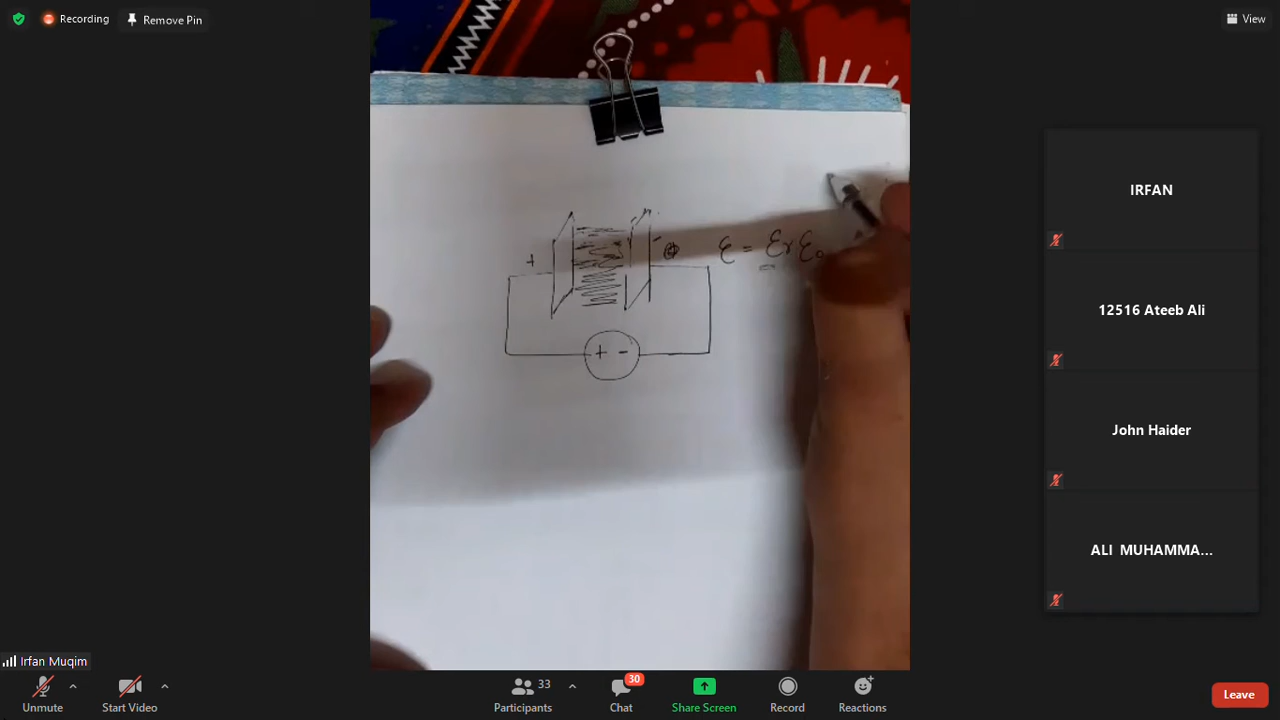 Recording
Remove Pin
View
IRFAN
12516 Ateeb Ali
John Haider
ALI MUHAMMA...
+
ε = εr ε₀
+ -
Irfan Muqim
Unmute
Start Video
33
Participants
30
Chat
Share Screen
Record
Reactions
Leave